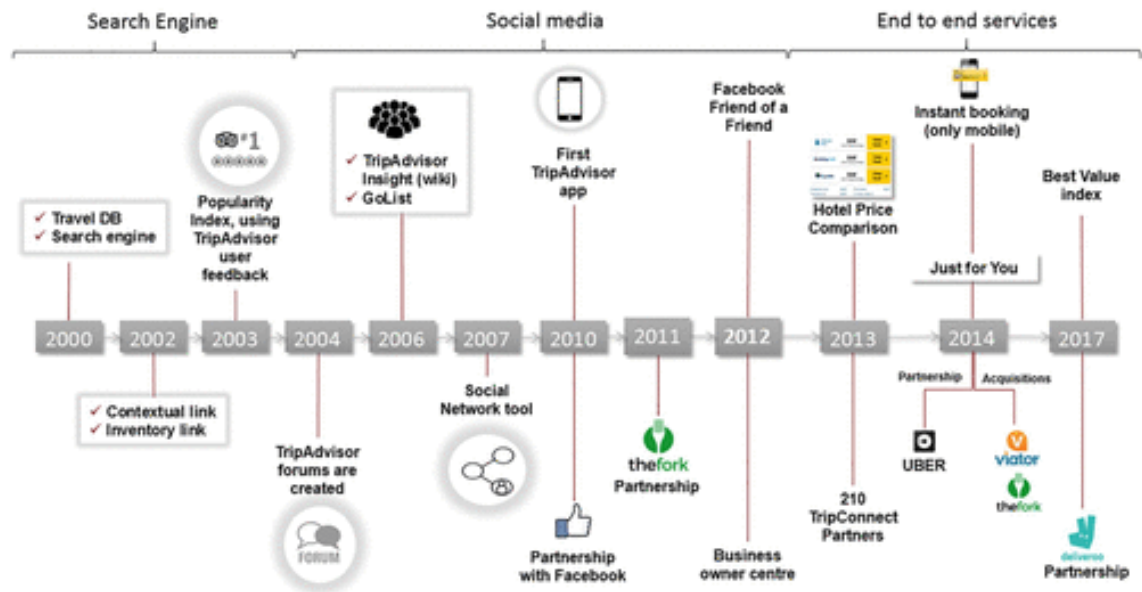 Search Engine
Social media
End to end services
Travel DB
Search engine
#1
Popularity
Index, using
TripAdvisor
user
feedback
TripAdvisor
Insight (wiki)
GoList
First
TripAdvisor
app
Facebook
Friend of a
Friend
Hotel Price
Comparison
Instant booking
(only mobile)
Just for You
Best Value
index
2000
2002
2003
2004
2006
2007
2010
2011
2012
2013
2014
2017
Contextual link
Inventory link
TripAdvisor
forums are
created
FORUM
Social
Network tool
Partnership
with Facebook
thefork
Partnership
Business
owner centre
210
TripConnect
Partners
Partnership
Acquisitions
UBER
viator
thefork
deliveroo
Partnership